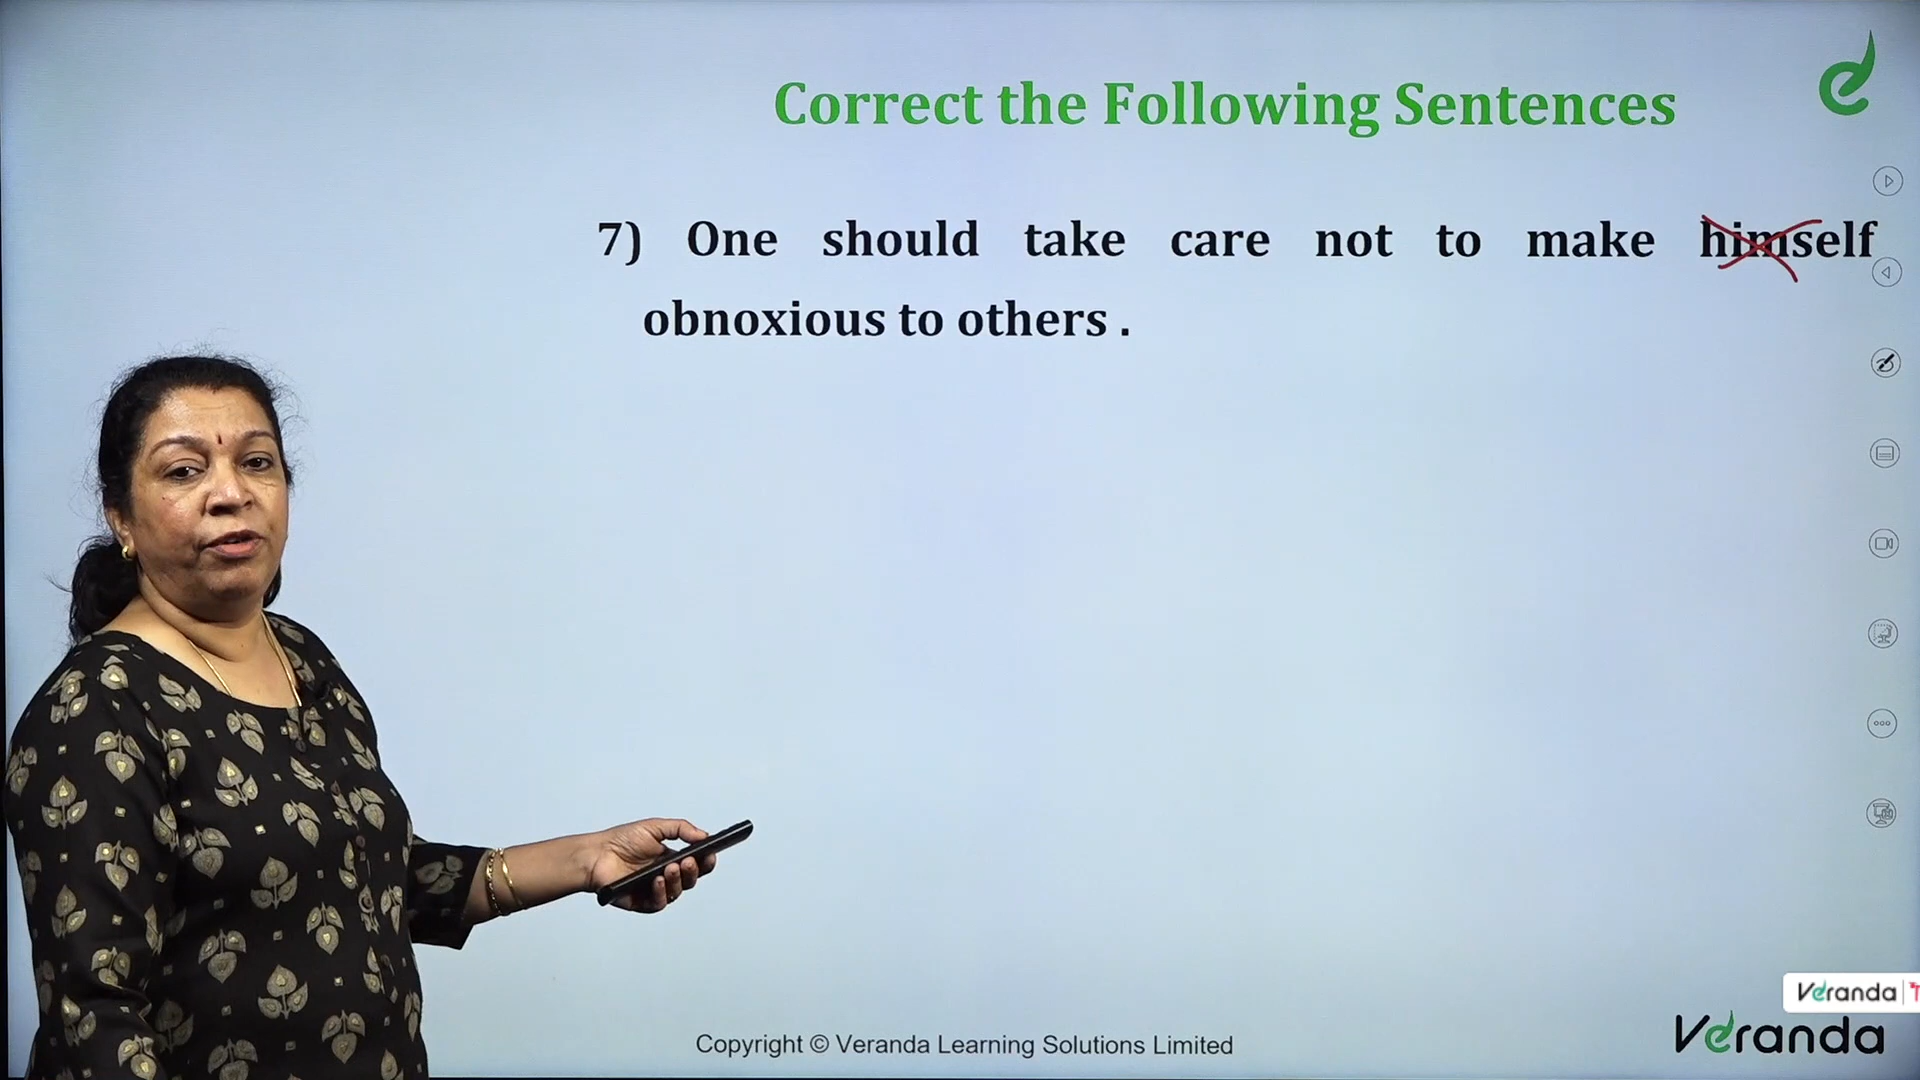 Correct the Following Sentences
7) One should take care not to make himself
obnoxious to others .
Veranda
Veranda
Copyright © Veranda Learning Solutions Limited